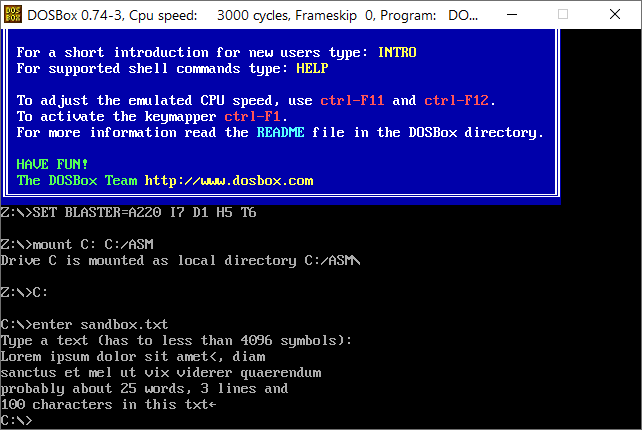 DOS
BOX
DOSBox 0.74-3, Cpu speed: 3000 cycles, Frameskip 0, Program: DO...
For a short introduction for new users type: INTRO
For supported shell commands type: HELP
To adjust the emulated CPU speed, use ctrl-F11 and ctrl-F12.
To activate the keymapper ctrl-F1.
For more information read the README file in the DOSBox directory.
HAVE FUN!
The DOSBox Team http://www.dosbox.com
Z:\>SET BLASTER=A220 I7 D1 H5 T6
Z:\>mount C: C:/ASM
Drive C is mounted as local directory C:/ASM\
Z:\>C:
C:\>enter sandbox.txt
Type a text (has to less than 4096 symbols):
Lorem ipsum dolor sit amet<, diam
sanctus et mel ut vix viderer quaerendum
probably about 25 words, 3 lines and
100 characters in this txt←
C:\>